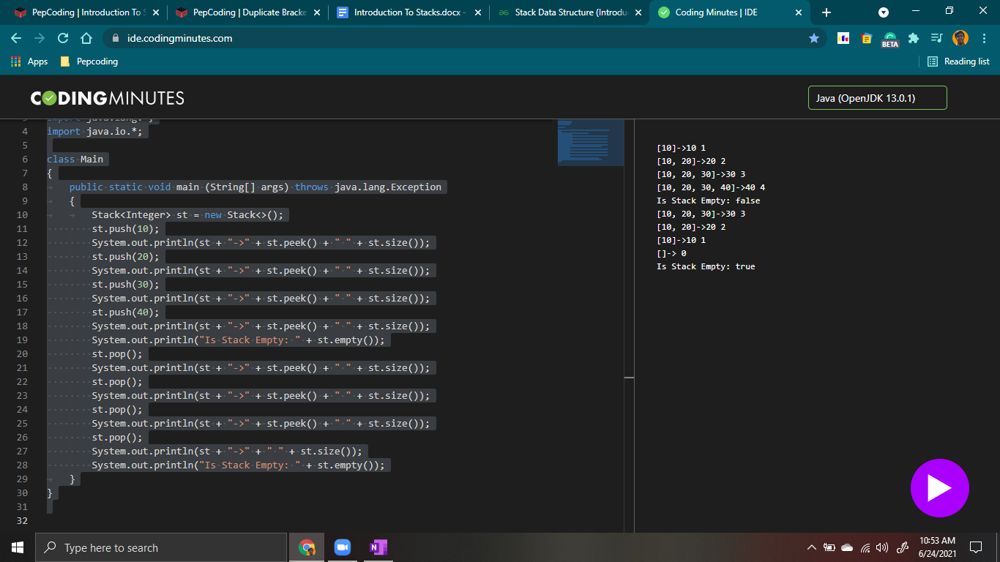 PepCoding | Introduction To S
PepCoding | Duplicate Bracke
Introduction To Stacks.docx -
Stack Data Structure (Introdu
Coding Minutes | IDE
ide.codingminutes.com
BETA
Apps
Pepcoding
Reading list
CODINGMINUTES
Java (OpenJDK 13.0.1)
4 import java.io.*;
5
6 class Main
7 {
8 public static void main (String[] args) throws java.lang.Exception
9 {
10 Stack<Integer> st = new Stack<>();
11 st.push(10);
12 System.out.println(st + "->" + st.peek() + " " + st.size());
13 st.push(20);
14 System.out.println(st + "->" + st.peek() + " " + st.size());
15 st.push(30);
16 System.out.println(st + "->" + st.peek() + " " + st.size());
17 st.push(40);
18 System.out.println(st + "->" + st.peek() + " " + st.size());
19 System.out.println("Is Stack Empty: " + st.empty());
20 st.pop();
21 System.out.println(st + "->" + st.peek() + " " + st.size());
22 st.pop();
23 System.out.println(st + "->" + st.peek() + " " + st.size());
24 st.pop();
25 System.out.println(st + "->" + st.peek() + " " + st.size());
26 st.pop();
27 System.out.println(st + "->" + " " + st.size());
28 System.out.println("Is Stack Empty: " + st.empty());
29 }
30 }
31
32
[10]->10 1
[10, 20]->20 2
[10, 20, 30]->30 3
[10, 20, 30, 40]->40 4
Is Stack Empty: false
[10, 20, 30]->30 3
[10, 20]->20 2
[10]->10 1
[]-> 0
Is Stack Empty: true
Type here to search
N
10:53 AM
6/24/2021